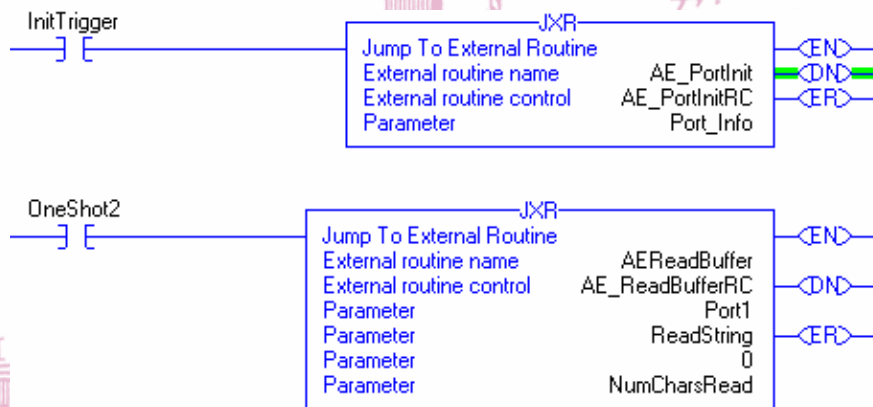 InitTrigger
JXR
Jump To External Routine
EN
External routine name AE_PortInit
DN
External routine control AE_PortInitRC
ER
Parameter Port_Info
OneShot2
JXR
Jump To External Routine
EN
External routine name AEReadBuffer
External routine control AE_ReadBufferRC
DN
Parameter Port1
Parameter ReadString
ER
Parameter 0
Parameter NumCharsRead